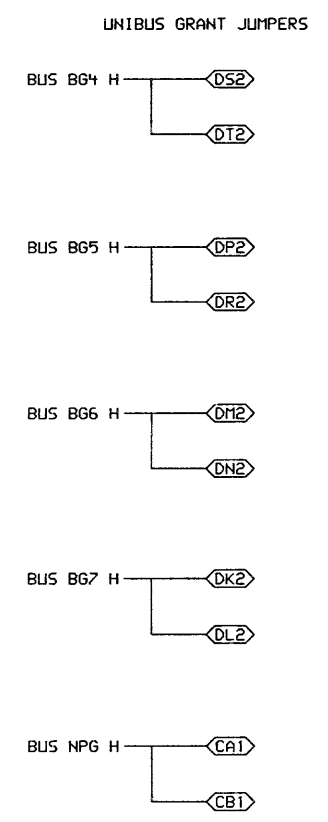 UNIBUS GRANT JUMPERS
BUS BG4 H DS2
DT2
BUS BG5 H DP2
DR2
BUS BG6 H DM2
DN2
BUS BG7 H DK2
DL2
BUS NPG H CA1
CB1